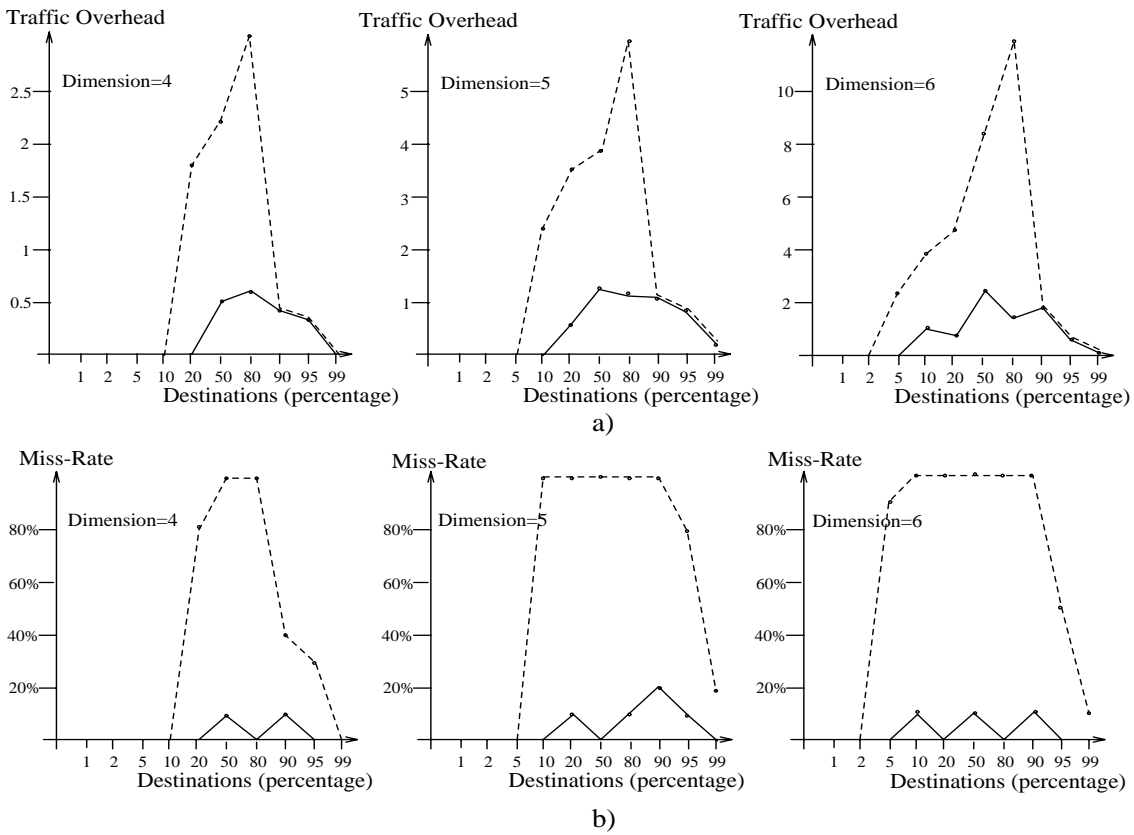 Traffic Overhead
Dimension=4
2.5
2
1.5
1
0.5
1 2 5 10 20 50 80 90 95 99
Destinations (percentage)
Traffic Overhead
Dimension=5
5
4
3
2
1
1 2 5 10 20 50 80 90 95 99
Destinations (percentage)
Traffic Overhead
Dimension=6
10
8
6
4
2
1 2 5 10 20 50 80 90 95 99
Destinations (percentage)
a)
Miss-Rate
Dimension=4
80%
60%
40%
20%
1 2 5 10 20 50 80 90 95 99
Destinations (percentage)
Miss-Rate
Dimension=5
80%
60%
40%
20%
1 2 5 10 20 50 80 90 95 99
Destinations (percentage)
Miss-Rate
Dimension=6
80%
60%
40%
20%
1 2 5 10 20 50 80 90 95 99
Destinations (percentage)
b)